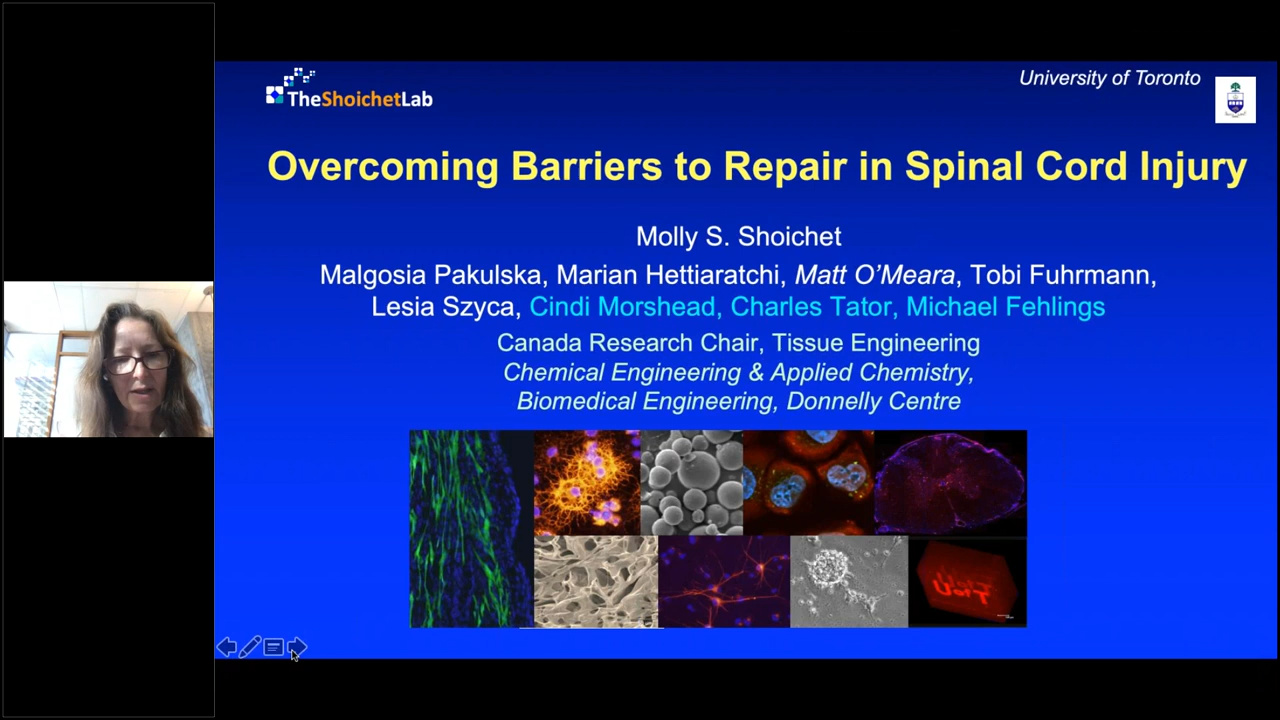 TheShoichetLab
University of Toronto
Overcoming Barriers to Repair in Spinal Cord Injury
Molly S. Shoichet
Malgosia Pakulska, Marian Hettiaratchi, Matt O’Meara, Tobi Fuhrmann,
Lesia Szyca, Cindi Morshead, Charles Tator, Michael Fehlings
Canada Research Chair, Tissue Engineering
Chemical Engineering & Applied Chemistry,
Biomedical Engineering, Donnelly Centre
UofT